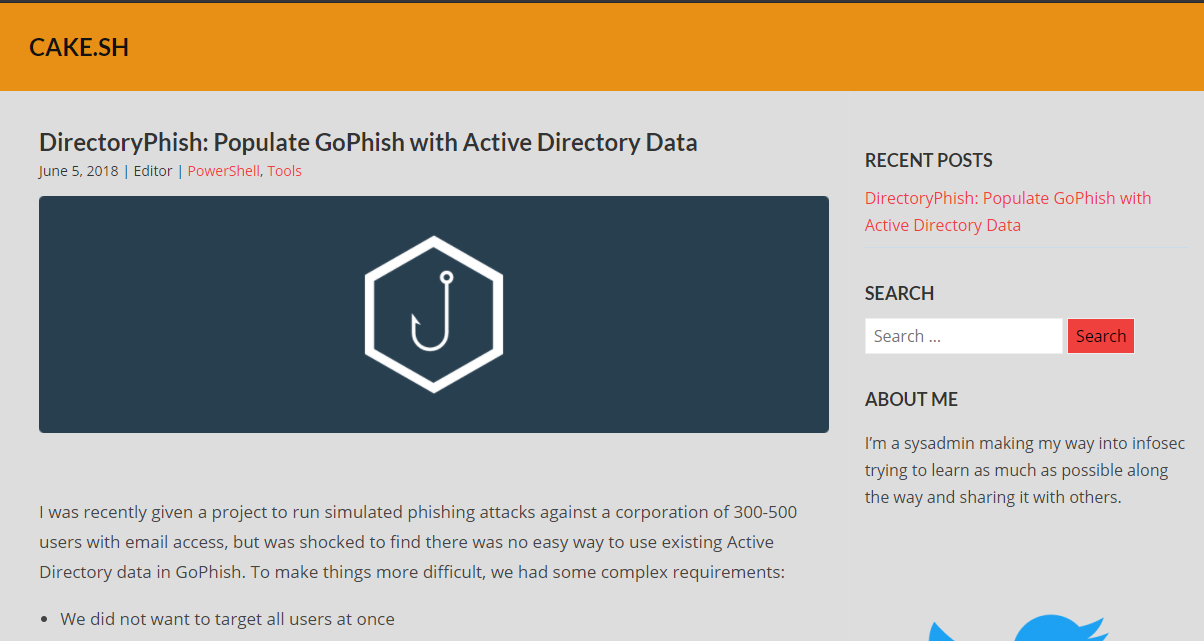 CAKE.SH
DirectoryPhish: Populate GoPhish with Active Directory Data
June 5, 2018 | Editor | PowerShell, Tools
I was recently given a project to run simulated phishing attacks against a corporation of 300-500
users with email access, but was shocked to find there was no easy way to use existing Active
Directory data in GoPhish. To make things more difficult, we had some complex requirements:
• We did not want to target all users at once
RECENT POSTS
DirectoryPhish: Populate GoPhish with
Active Directory Data
SEARCH
Search ...
Search
ABOUT ME
I'm a sysadmin making my way into infosec
trying to learn as much as possible along
the way and sharing it with others.